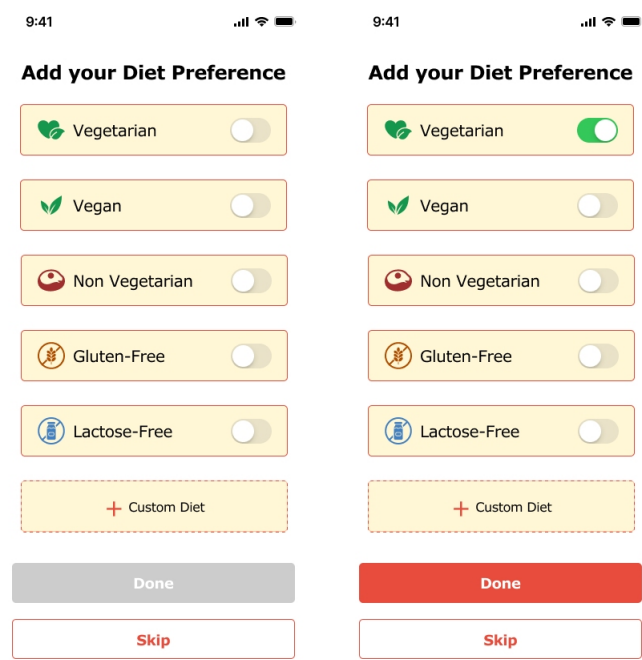 9:41
Add your Diet Preference
Vegetarian
Vegan
Non Vegetarian
Gluten-Free
Lactose-Free
+ Custom Diet
Done
Skip
9:41
Add your Diet Preference
Vegetarian
Vegan
Non Vegetarian
Gluten-Free
Lactose-Free
+ Custom Diet
Done
Skip